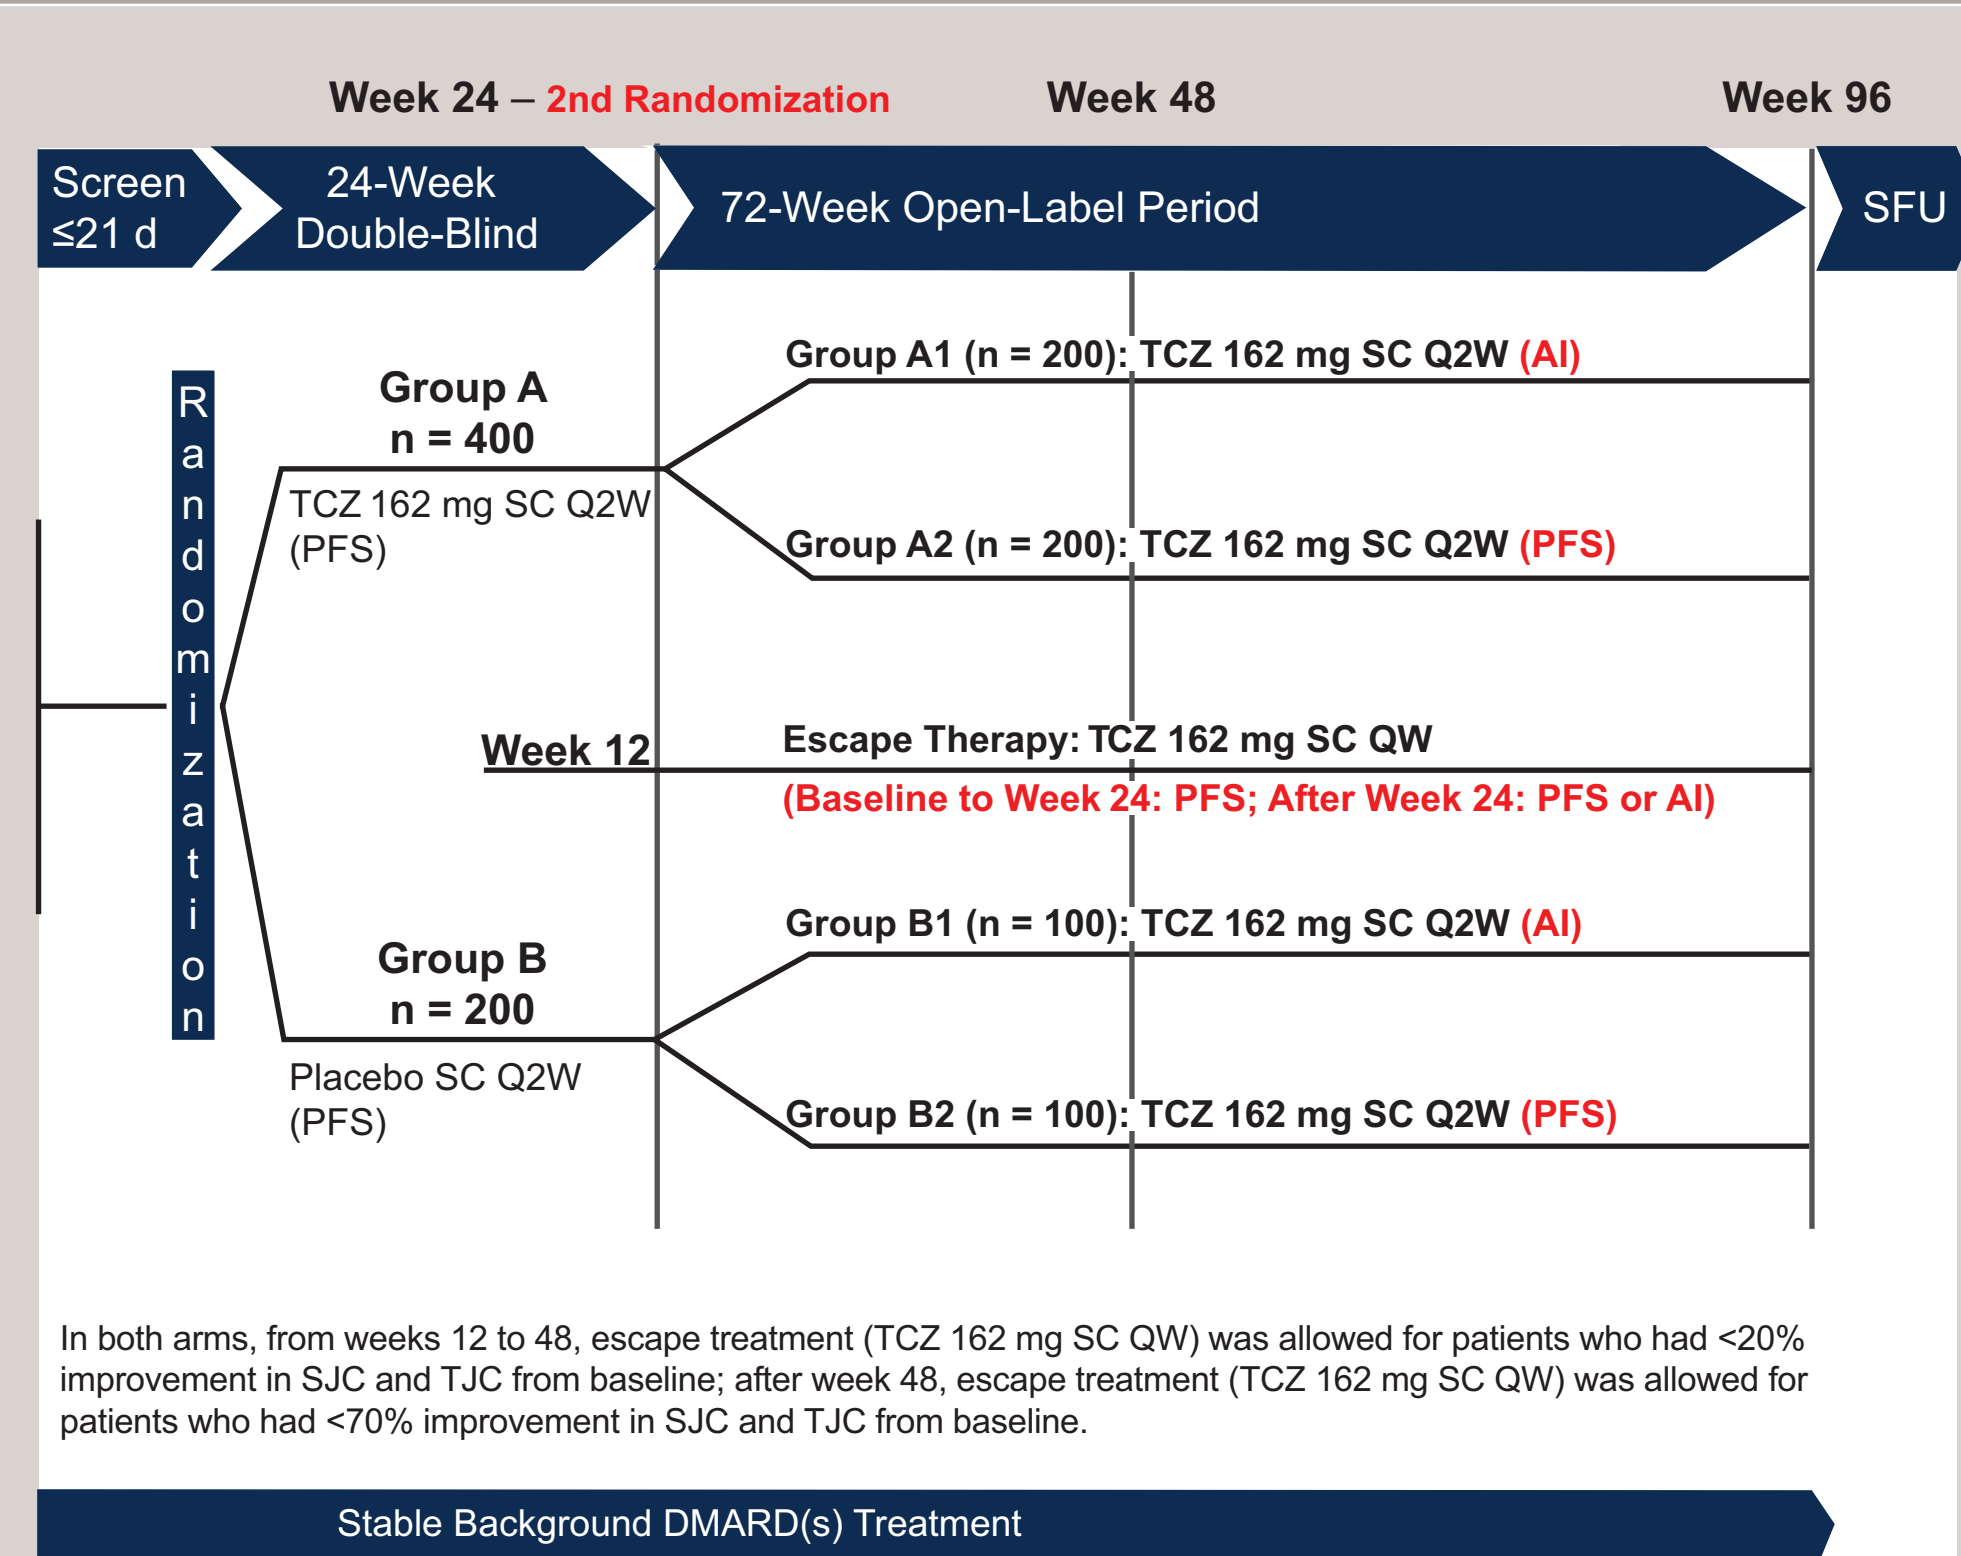 Week 24 – 2nd Randomization
Week 48
Week 96
Screen
≤21 d
24-Week
Double-Blind
72-Week Open-Label Period
SFU
Randomization
Group A
n = 400
TCZ 162 mg SC Q2W
(PFS)
Group A1 (n = 200): TCZ 162 mg SC Q2W (AI)
Group A2 (n = 200): TCZ 162 mg SC Q2W (PFS)
Week 12
Escape Therapy: TCZ 162 mg SC QW
(Baseline to Week 24: PFS; After Week 24: PFS or AI)
Group B
n = 200
Placebo SC Q2W
(PFS)
Group B1 (n = 100): TCZ 162 mg SC Q2W (AI)
Group B2 (n = 100): TCZ 162 mg SC Q2W (PFS)
In both arms, from weeks 12 to 48, escape treatment (TCZ 162 mg SC QW) was allowed for patients who had <20%
improvement in SJC and TJC from baseline; after week 48, escape treatment (TCZ 162 mg SC QW) was allowed for
patients who had <70% improvement in SJC and TJC from baseline.
Stable Background DMARD(s) Treatment